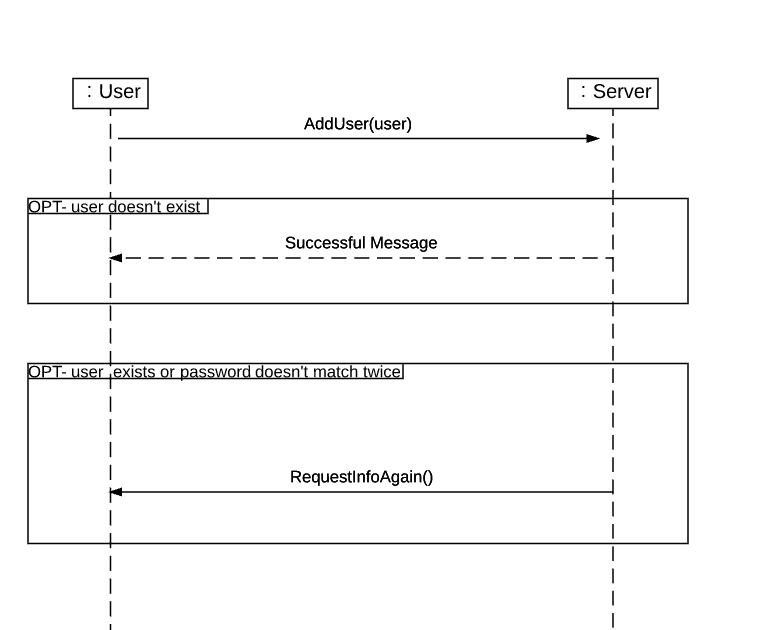 : User
: Server
AddUser(user)
OPT- user doesn't exist
Successful Message
OPT- user exists or password doesn't match twice
RequestInfoAgain()